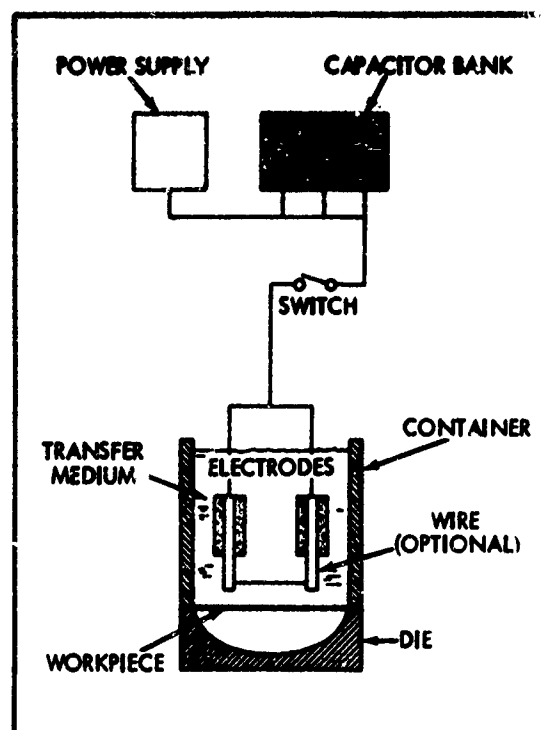 POWER SUPPLY
CAPACITOR BANK
SWITCH
CONTAINER
TRANSFER
MEDIUM
ELECTRODES
WIRE
(OPTIONAL)
WORKPIECE
DIE